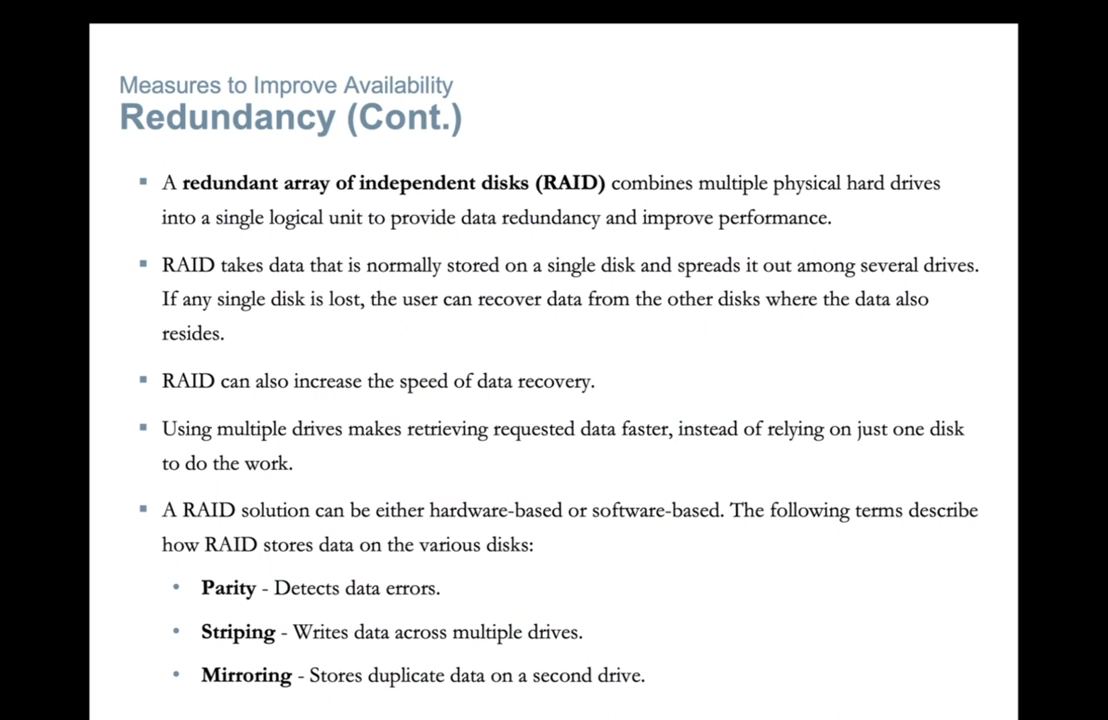 Measures to Improve Availability
Redundancy (Cont.)
▪ A redundant array of independent disks (RAID) combines multiple physical hard drives
into a single logical unit to provide data redundancy and improve performance.
▪ RAID takes data that is normally stored on a single disk and spreads it out among several drives.
If any single disk is lost, the user can recover data from the other disks where the data also
resides.
▪ RAID can also increase the speed of data recovery.
▪ Using multiple drives makes retrieving requested data faster, instead of relying on just one disk
to do the work.
▪ A RAID solution can be either hardware-based or software-based. The following terms describe
how RAID stores data on the various disks:
• Parity - Detects data errors.
• Striping - Writes data across multiple drives.
• Mirroring - Stores duplicate data on a second drive.